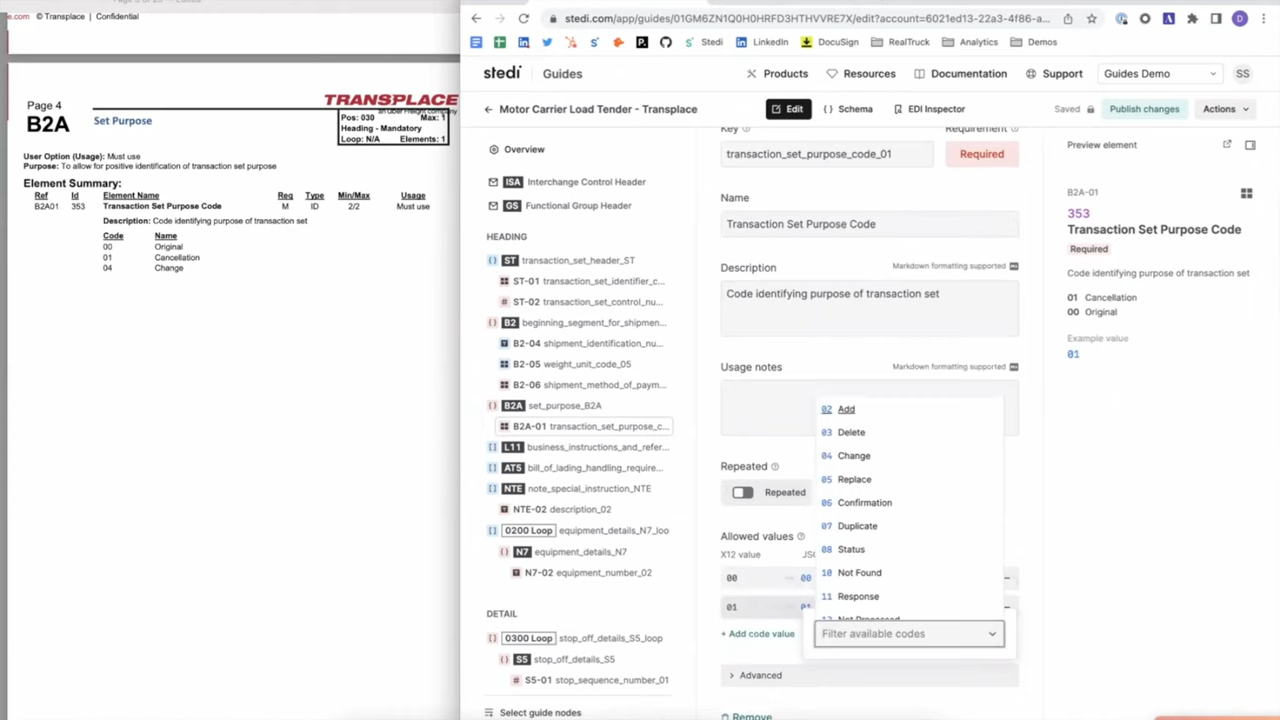 e.com © Transplace | Confidential
Page 4
TRANSPLACE
an Uber Freight company
B2A
Set Purpose
Pos: 030 Max: 1
Heading - Mandatory
Loop: N/A Elements: 1
User Option (Usage): Must use
Purpose: To allow for positive identification of transaction set purpose
Element Summary:
Ref Id Element Name Req Type Min/Max Usage
B2A01 353 Transaction Set Purpose Code M ID 2/2 Must use
Description: Code identifying purpose of transaction set
Code Name
00 Original
01 Cancellation
04 Change
stedi.com/app/guides/01GM6ZN1Q0H0HRFD3HTHVVRE7X/edit?account=6021ed13-22a3-4f86-a...
Stedi LinkedIn DocuSign RealTruck Analytics Demos
stedi Guides Products Resources Documentation Support Guides Demo SS
Motor Carrier Load Tender - Transplace Edit Schema EDI Inspector Saved Publish changes Actions
Overview
ISA Interchange Control Header
GS Functional Group Header
HEADING
ST transaction_set_header_ST
ST-01 transaction_set_identifier_c...
ST-02 transaction_set_control_nu...
B2 beginning_segment_for_shipmen...
B2-04 shipment_identification_nu...
B2-05 weight_unit_code_05
B2-06 shipment_method_of_paym...
B2A set_purpose_B2A
B2A-01 transaction_set_purpose_c...
L11 business_instructions_and_refer...
AT5 bill_of_lading_handling_require...
NTE note_special_instruction_NTE
NTE-02 description_02
0200 Loop equipment_details_N7_loo
N7 equipment_details_N7
N7-02 equipment_number_02
DETAIL
0300 Loop stop_off_details_S5_loop
S5 stop_off_details_S5
S5-01 stop_sequence_number_01
Select guide nodes
Key Requirement
transaction_set_purpose_code_01 Required
Name
Transaction Set Purpose Code
Description Markdown formatting supported
Code identifying purpose of transaction set
Usage notes Markdown formatting supported
02 Add
03 Delete
04 Change
05 Replace
06 Confirmation
07 Duplicate
08 Status
10 Not Found
11 Response
12 Not Processed
Repeated
Repeated
Allowed values
X12 value JSO
00 00
01 01
+ Add code value
Filter available codes
Advanced
Remove
Preview element
B2A-01
353
Transaction Set Purpose Code
Required
Code identifying purpose of transaction set
01 Cancellation
00 Original
Example value
01